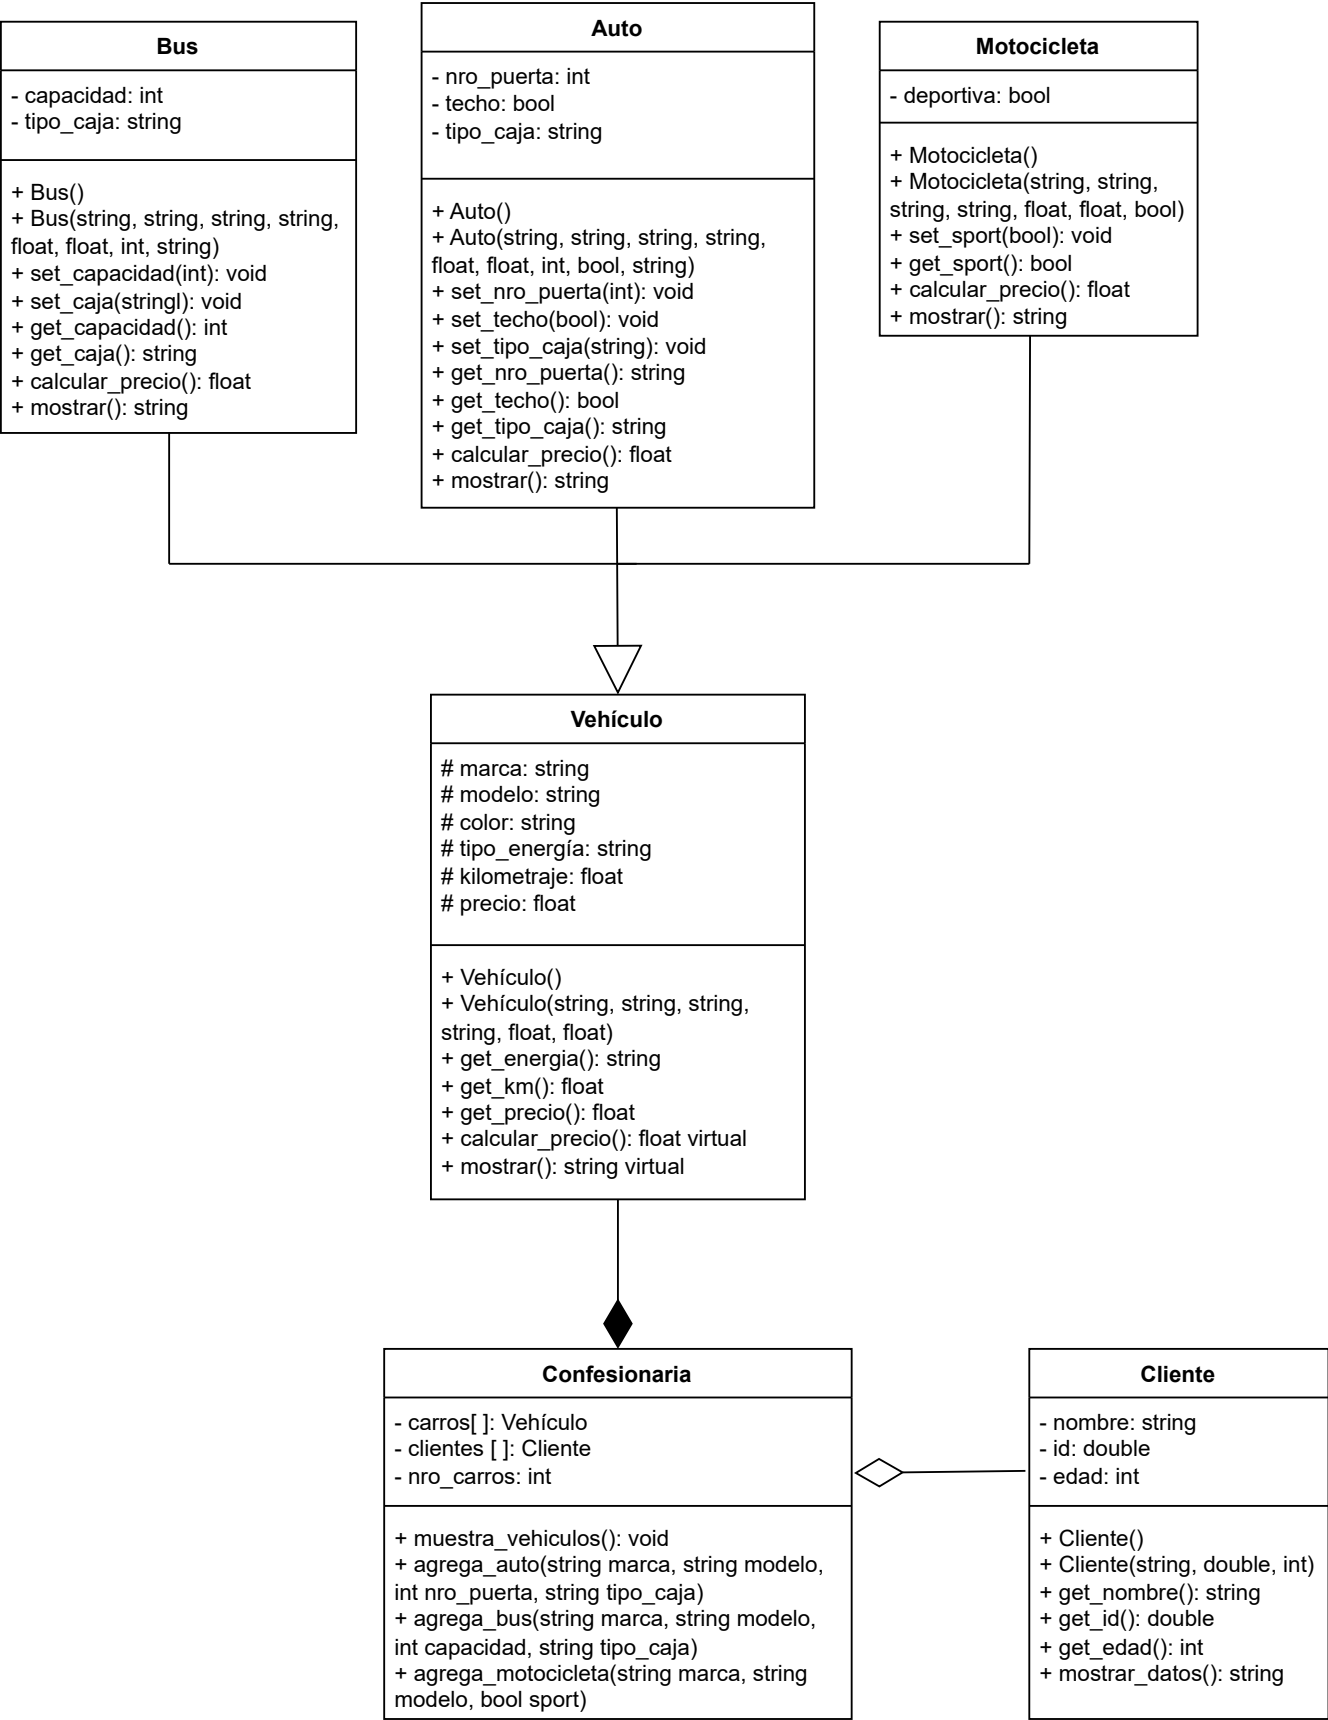 Bus
- capacidad: int
- tipo_caja: string
+ Bus()
+ Bus(string, string, string, string,
float, float, int, string)
+ set_capacidad(int): void
+ set_caja(stringl): void
+ get_capacidad(): int
+ get_caja(): string
+ calcular_precio(): float
+ mostrar(): string
Auto
- nro_puerta: int
- techo: bool
- tipo_caja: string
+ Auto()
+ Auto(string, string, string, string,
float, float, int, bool, string)
+ set_nro_puerta(int): void
+ set_techo(bool): void
+ set_tipo_caja(string): void
+ get_nro_puerta(): string
+ get_techo(): bool
+ get_tipo_caja(): string
+ calcular_precio(): float
+ mostrar(): string
Motocicleta
- deportiva: bool
+ Motocicleta()
+ Motocicleta(string, string,
string, string, float, float, bool)
+ set_sport(bool): void
+ get_sport(): bool
+ calcular_precio(): float
+ mostrar(): string
Vehículo
# marca: string
# modelo: string
# color: string
# tipo_energía: string
# kilometraje: float
# precio: float
+ Vehículo()
+ Vehículo(string, string, string,
string, float, float)
+ get_energia(): string
+ get_km(): float
+ get_precio(): float
+ calcular_precio(): float virtual
+ mostrar(): string virtual
Confesionaria
- carros[ ]: Vehículo
- clientes [ ]: Cliente
- nro_carros: int
+ muestra_vehiculos(): void
+ agrega_auto(string marca, string modelo,
int nro_puerta, string tipo_caja)
+ agrega_bus(string marca, string modelo,
int capacidad, string tipo_caja)
+ agrega_motocicleta(string marca, string
modelo, bool sport)
Cliente
- nombre: string
- id: double
- edad: int
+ Cliente()
+ Cliente(string, double, int)
+ get_nombre(): string
+ get_id(): double
+ get_edad(): int
+ mostrar_datos(): string